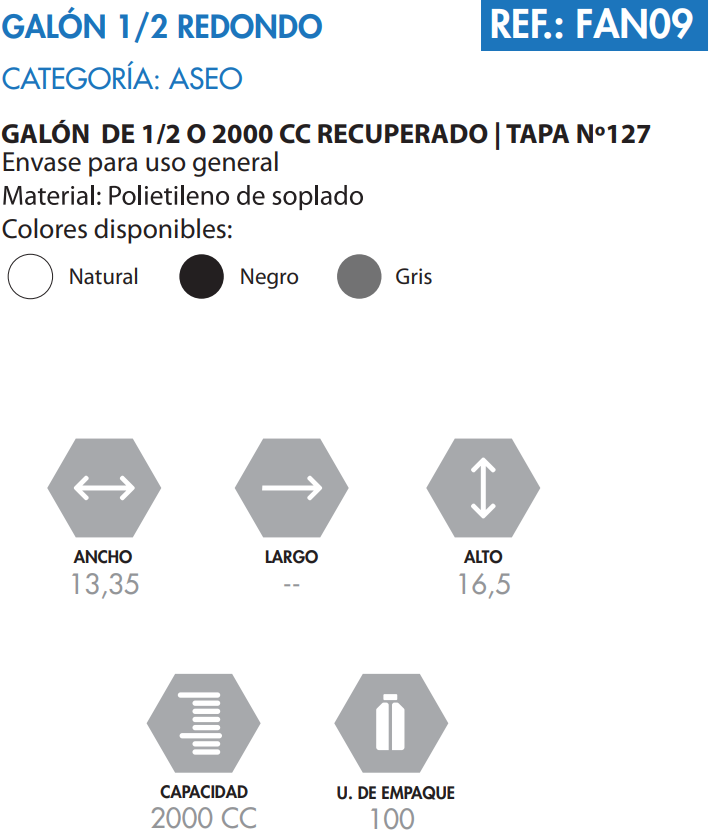 GALÓN 1/2 REDONDO
REF.: FAN09
CATEGORÍA: ASEO
GALÓN DE 1/2 O 2000 CC RECUPERADO | TAPA Nº127
Envase para uso general
Material: Polietileno de soplado
Colores disponibles:
Natural Negro Gris
ANCHO LARGO ALTO
13,35 -- 16,5
CAPACIDAD U. DE EMPAQUE
2000 CC 100